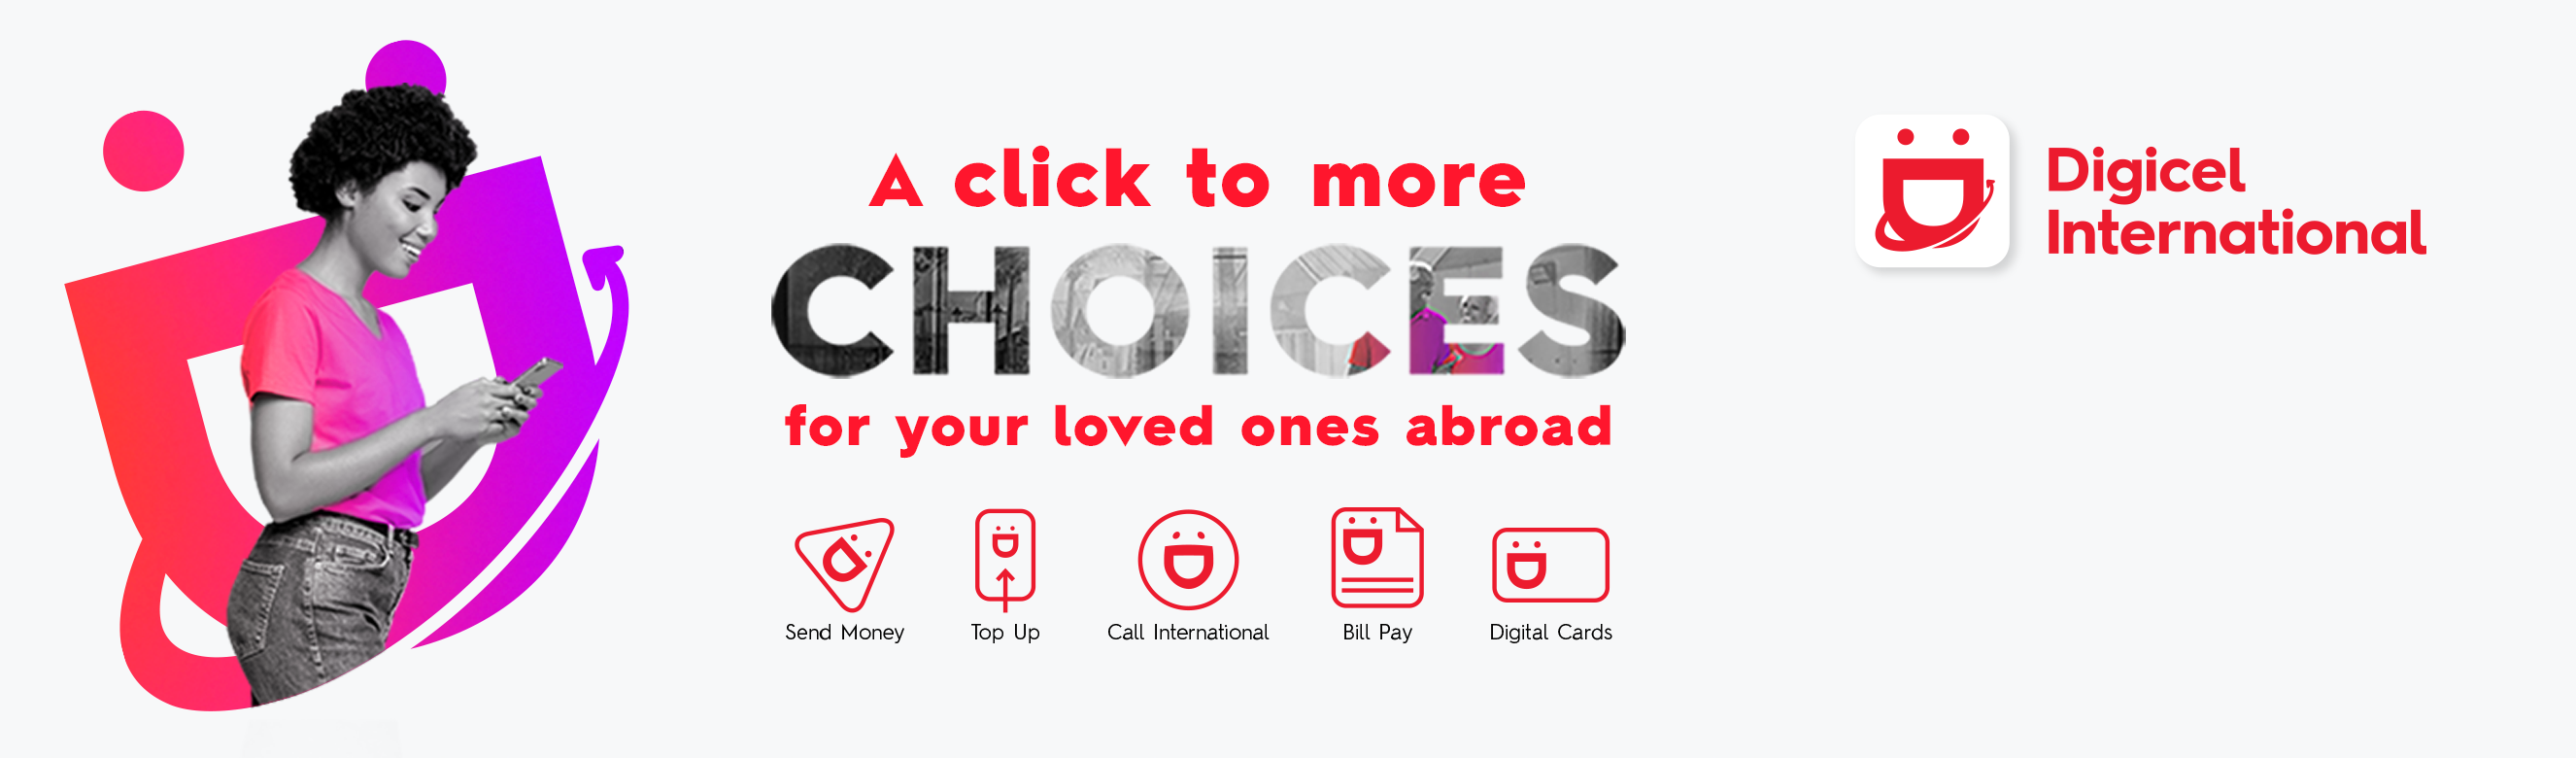 A click to more
CHOICES
for your loved ones abroad
Send Money
Top Up
Call International
Bill Pay
Digital Cards
Digicel
International